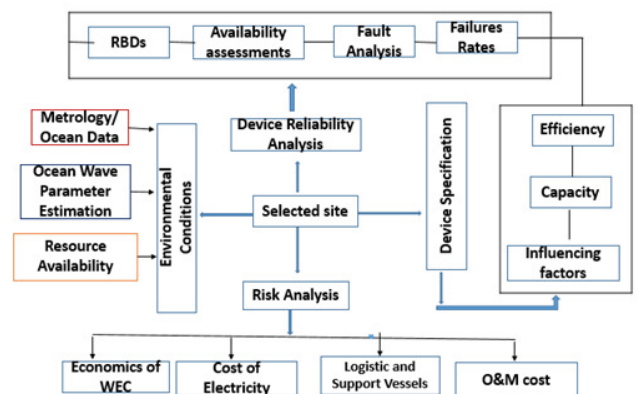 RBDs
Availability
assessments
Fault
Analysis
Failures
Rates
Metrology/
Ocean Data
Ocean Wave
Parameter
Estimation
Resource
Availability
Environmental
Conditions
Device Reliability
Analysis
Selected site
Risk Analysis
Device Specification
Efficiency
Capacity
Influencing
factors
Economics of
WEC
Cost of
Electricity
Logistic and
Support Vessels
O&M cost